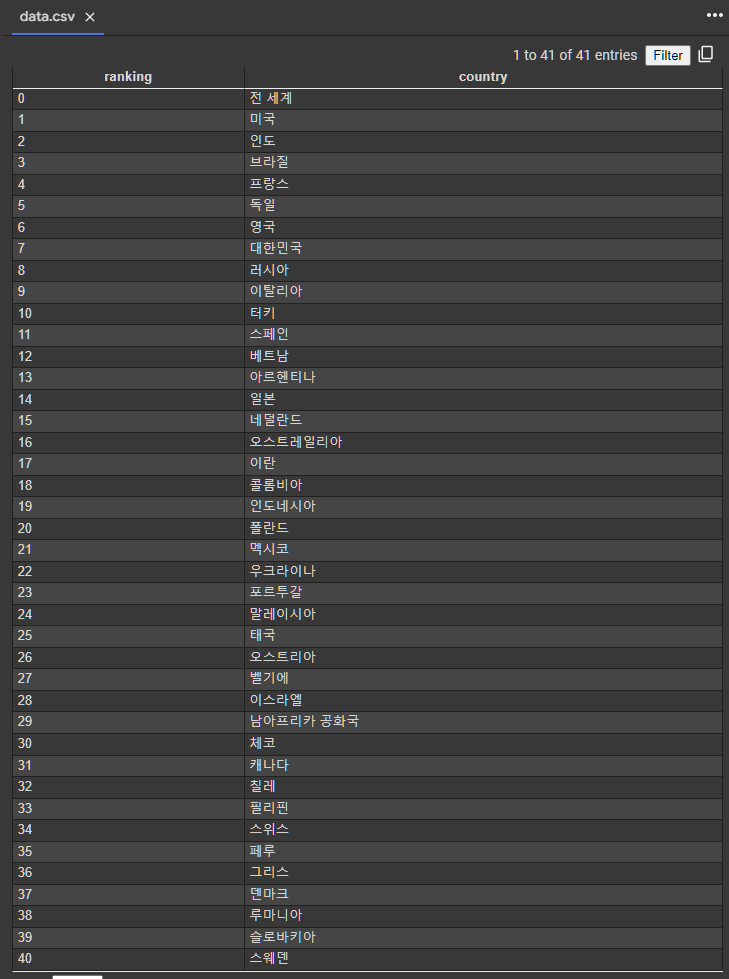 data.csv
1 to 41 of 41 entries Filter
ranking country
0 전 세계
1 미국
2 인도
3 브라질
4 프랑스
5 독일
6 영국
7 대한민국
8 러시아
9 이탈리아
10 터키
11 스페인
12 베트남
13 아르헨티나
14 일본
15 네덜란드
16 오스트레일리아
17 이란
18 콜롬비아
19 인도네시아
20 폴란드
21 멕시코
22 우크라이나
23 포르투갈
24 말레이시아
25 태국
26 오스트리아
27 벨기에
28 이스라엘
29 남아프리카 공화국
30 체코
31 캐나다
32 칠레
33 필리핀
34 스위스
35 페루
36 그리스
37 덴마크
38 루마니아
39 슬로바키아
40 스웨덴